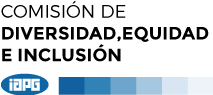 COMISIÓN DE
DIVERSIDAD,EQUIDAD
E INCLUSIÓN
iAPG